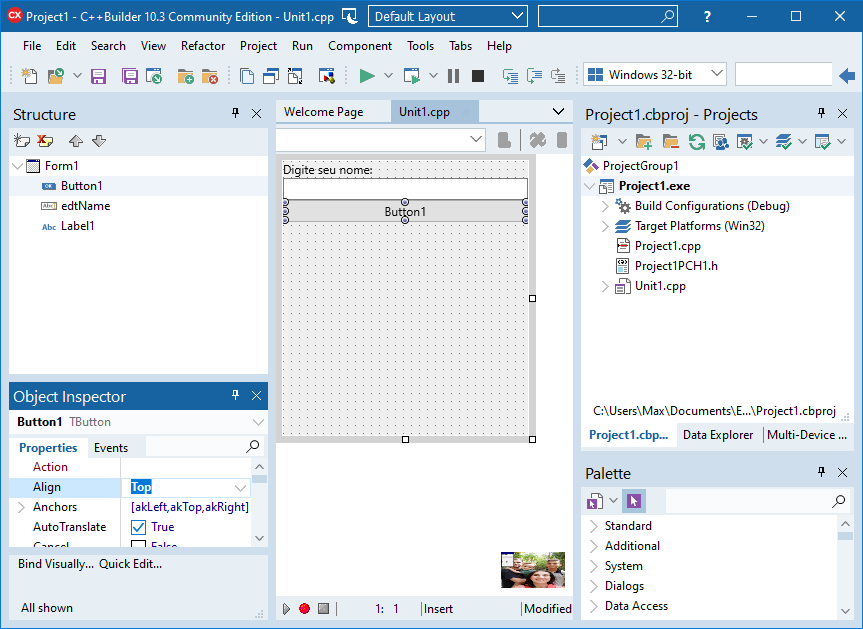 Project1 - C++Builder 10.3 Community Edition - Unit1.cpp
Default Layout
?
File Edit Search View Refactor Project Run Component Tools Tabs Help
Windows 32-bit
Structure
Form1
Button1
edtName
Label1
Object Inspector
Button1 TButton
Properties Events
Action
Align Top
Anchors [akLeft,akTop,akRight]
AutoTranslate True
Cancel False
Bind Visually... Quick Edit...
All shown
Welcome Page Unit1.cpp
Digite seu nome:
Button1
1: 1 Insert Modified
Project1.cbproj - Projects
ProjectGroup1
Project1.exe
Build Configurations (Debug)
Target Platforms (Win32)
Project1.cpp
Project1PCH1.h
Unit1.cpp
C:\Users\Max\Documents\E...\Project1.cbproj
Project1.cbp... Data Explorer Multi-Device ...
Palette
Standard
Additional
System
Dialogs
Data Access